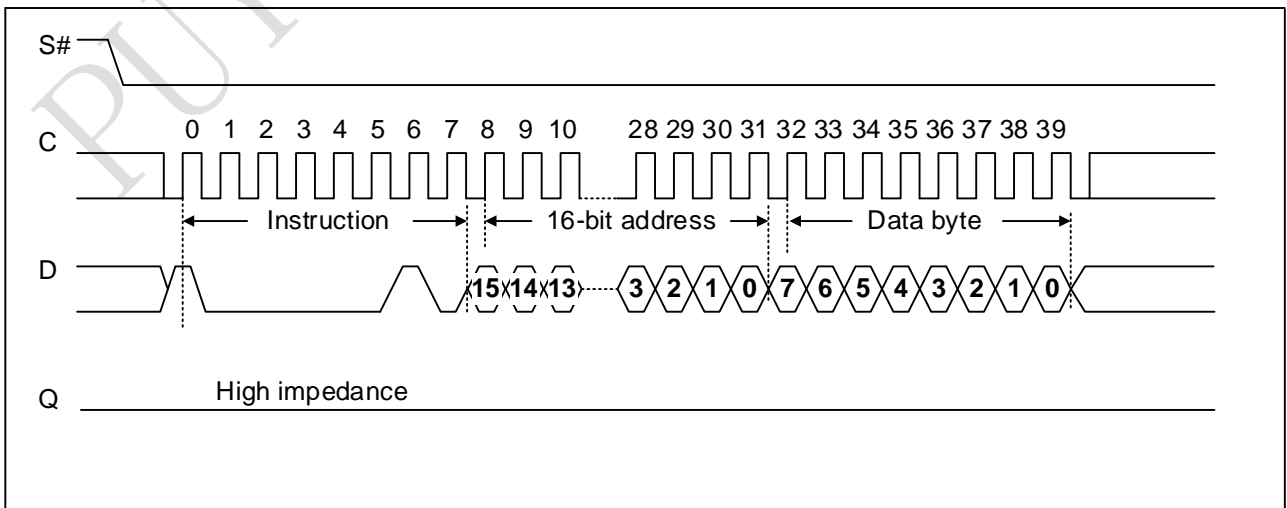 PUY
S#
C
0 1 2 3 4 5 6 7 8 9 10 28 29 30 31 32 33 34 35 36 37 38 39
Instruction 16-bit address Data byte
D
15 14 13 3 2 1 0 7 6 5 4 3 2 1 0
Q High impedance